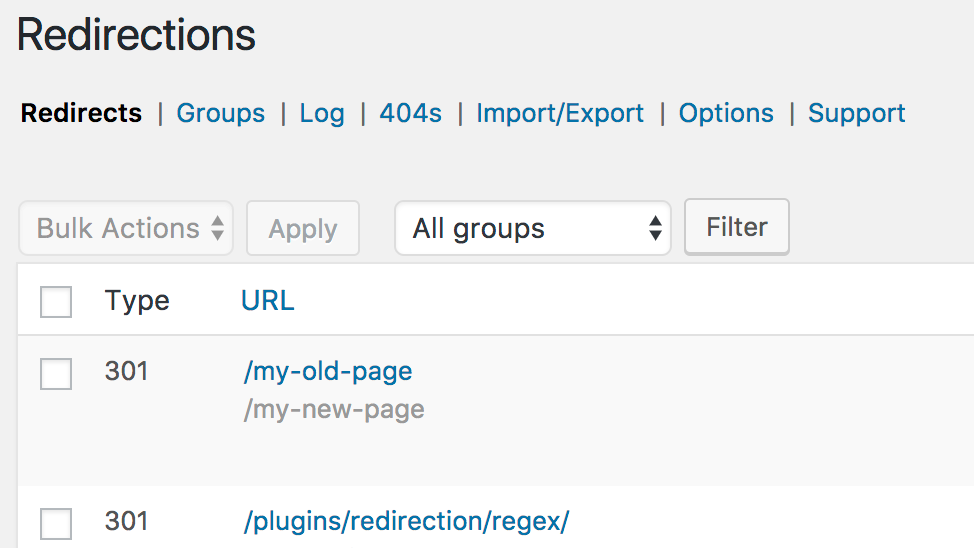 Redirections
Redirects | Groups | Log | 404s | Import/Export | Options | Support
Bulk Actions Apply All groups Filter
Type URL
301 /my-old-page
/my-new-page
301 /plugins/redirection/regex/